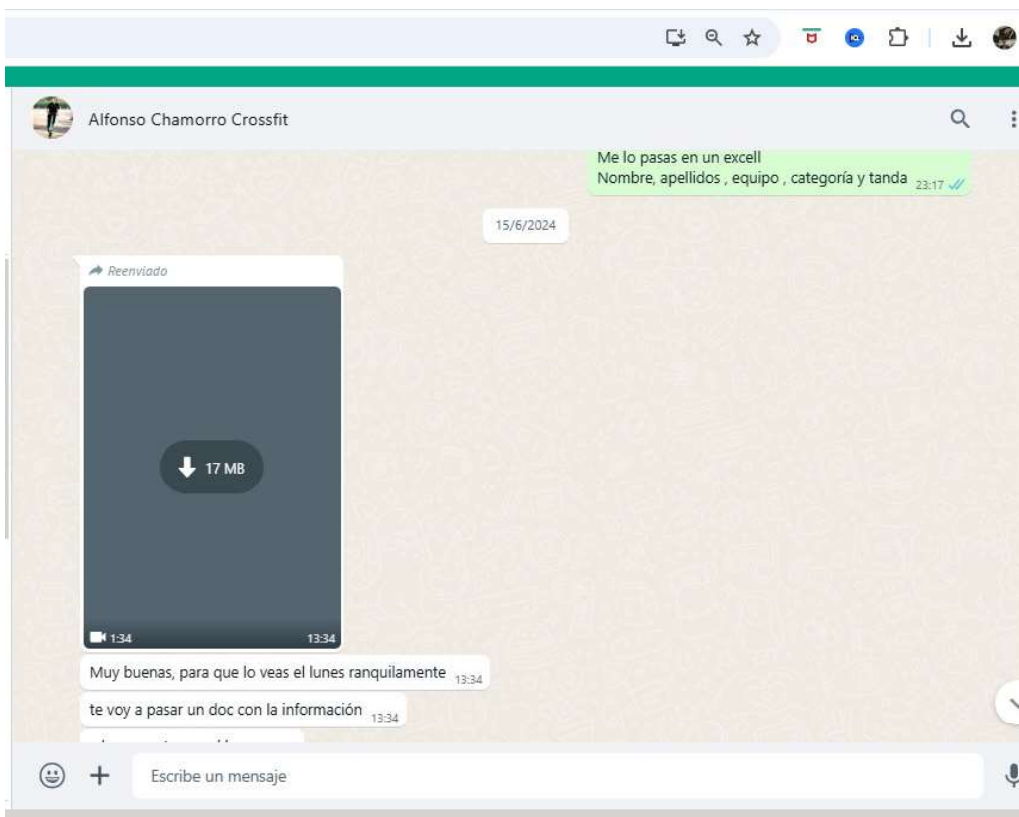 Alfonso Chamorro Crossfit
Me lo pasas en un excell
Nombre, apellidos , equipo , categoría y tanda 23:17
15/6/2024
Reenviado
17 MB
1:34 13:34
Muy buenas, para que lo veas el lunes ranquilamente 13:34
te voy a pasar un doc con la información 13:34
Escribe un mensaje